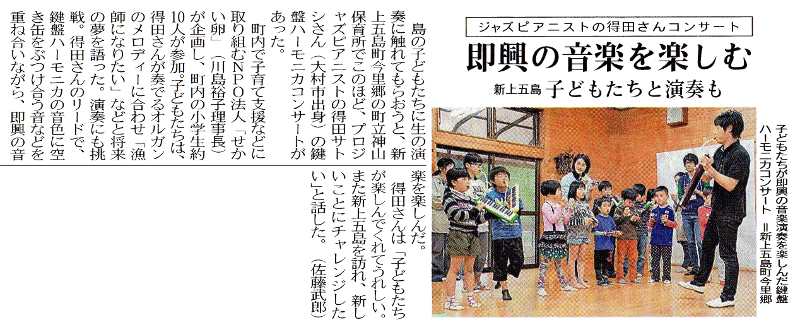 ジャズピアニストの得田さんコンサート
即興の音楽を楽しむ
新上五島 子どもたちと演奏も
島の子どもたちに生の演
奏に触れてもらおうと、新
上五島町今里郷の町立神山
保育所でこのほど、プロジ
ャズピアニストの得田サト
シさん(大村市出身)の鍵
盤ハーモニカコンサートが
あった。
町内で子育て支援などに
取り組むNPO法人「せか
い卵」(川島裕子理事長)
が企画し、町内の小学生約
10人が参加。子どもたちは、
得田さんが奏でるオルガン
のメロディーに合わせ「漁
師になりたい」などと将来
の夢を語った。演奏にも挑
戦。得田さんのリードで、
鍵盤ハーモニカの音色に空
き缶をぶつけ合う音などを
重ね合いながら、即興の音
楽を楽しんだ。
得田さんは「子どもたち
が楽しんでくれてうれしい。
また新上五島を訪れ、新し
いことにチャレンジした
い」と話した。(佐藤武郎)
子どもたちが即興の音楽演奏を楽しんだ鍵盤
ハーモニカコンサート =新上五島町今里郷